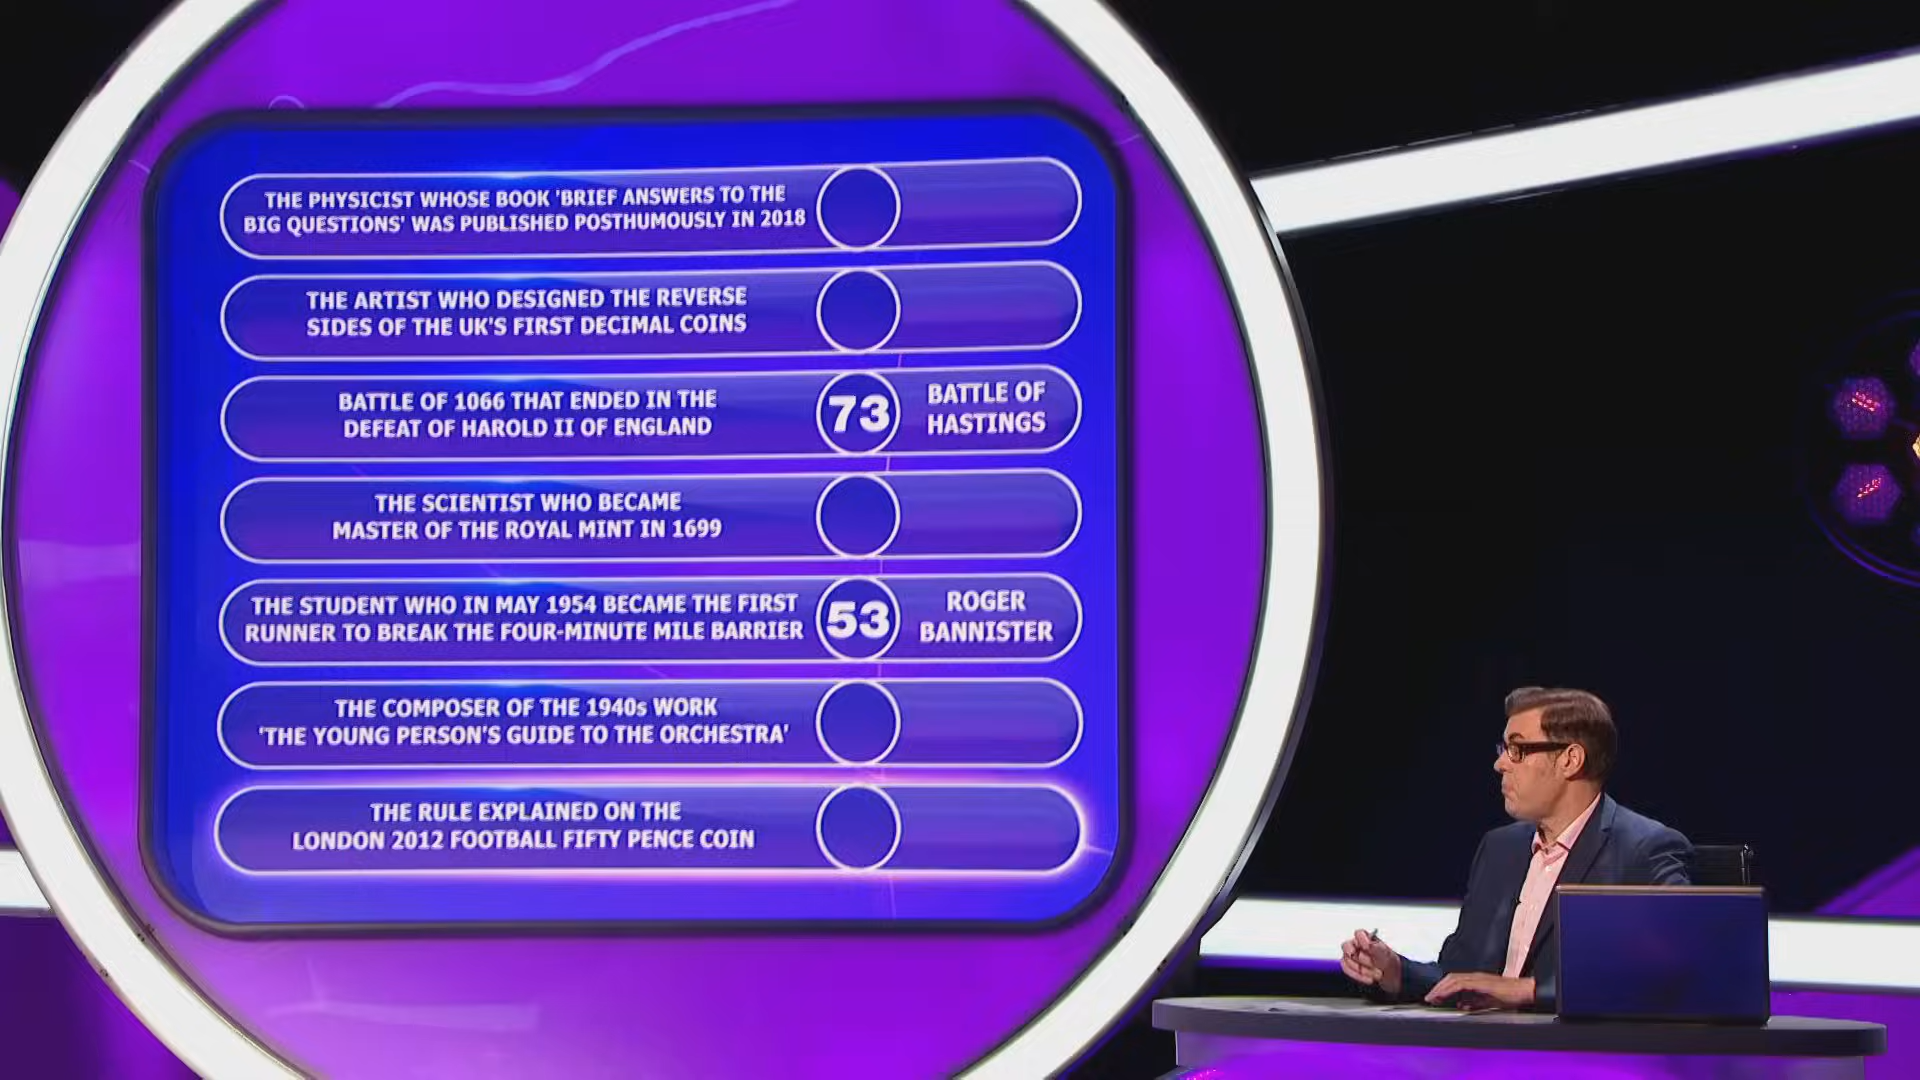 THE PHYSICIST WHOSE BOOK 'BRIEF ANSWERS TO THE
BIG QUESTIONS' WAS PUBLISHED POSTHUMOUSLY IN 2018
THE ARTIST WHO DESIGNED THE REVERSE
SIDES OF THE UK'S FIRST DECIMAL COINS
BATTLE OF 1066 THAT ENDED IN THE
DEFEAT OF HAROLD II OF ENGLAND
73
BATTLE OF
HASTINGS
THE SCIENTIST WHO BECAME
MASTER OF THE ROYAL MINT IN 1699
THE STUDENT WHO IN MAY 1954 BECAME THE FIRST
RUNNER TO BREAK THE FOUR-MINUTE MILE BARRIER
53
ROGER
BANNISTER
THE COMPOSER OF THE 1940s WORK
'THE YOUNG PERSON'S GUIDE TO THE ORCHESTRA'
THE RULE EXPLAINED ON THE
LONDON 2012 FOOTBALL FIFTY PENCE COIN